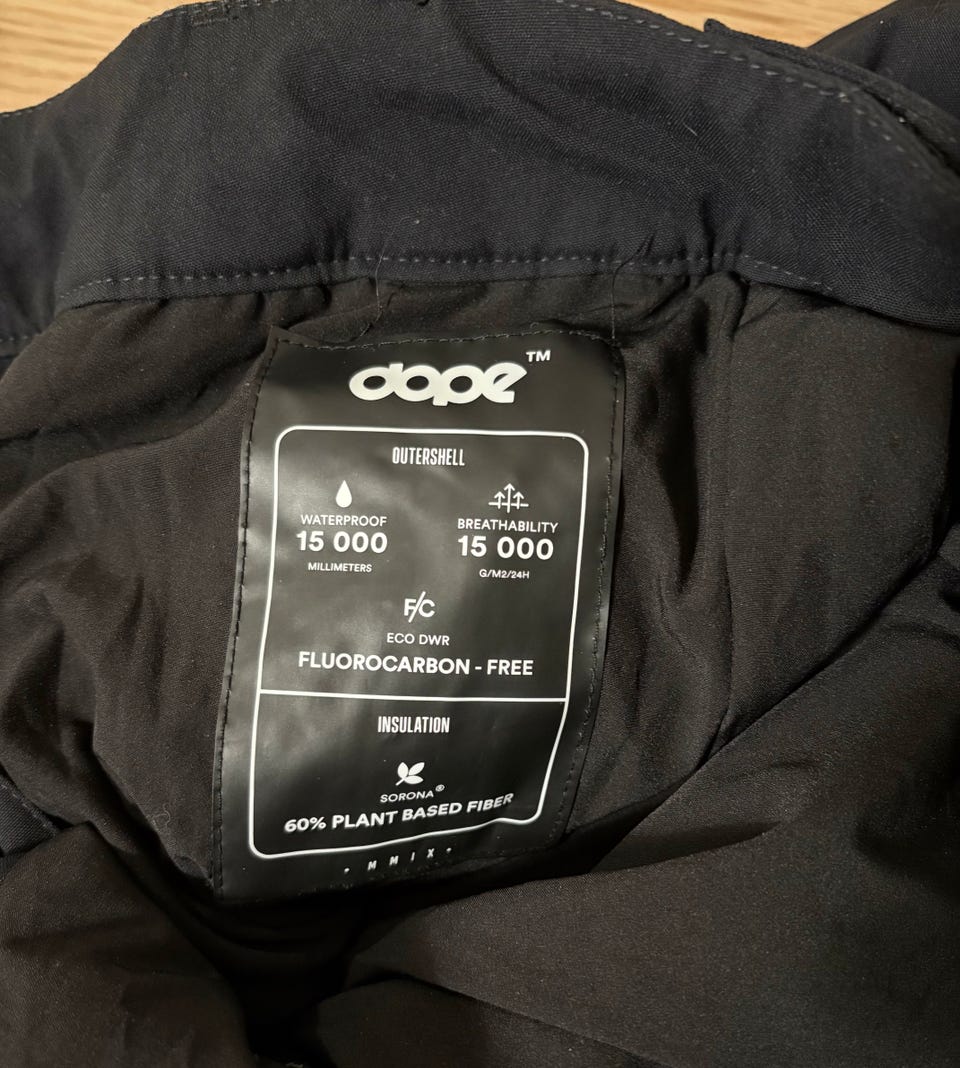 dope™
OUTERSHELL
WATERPROOF BREATHABILITY
15 000 15 000
MILLIMETERS G/M2/24H
F/C
ECO DWR
FLUOROCARBON - FREE
INSULATION
SORONA®
60% PLANT BASED FIBER
• M M I X •